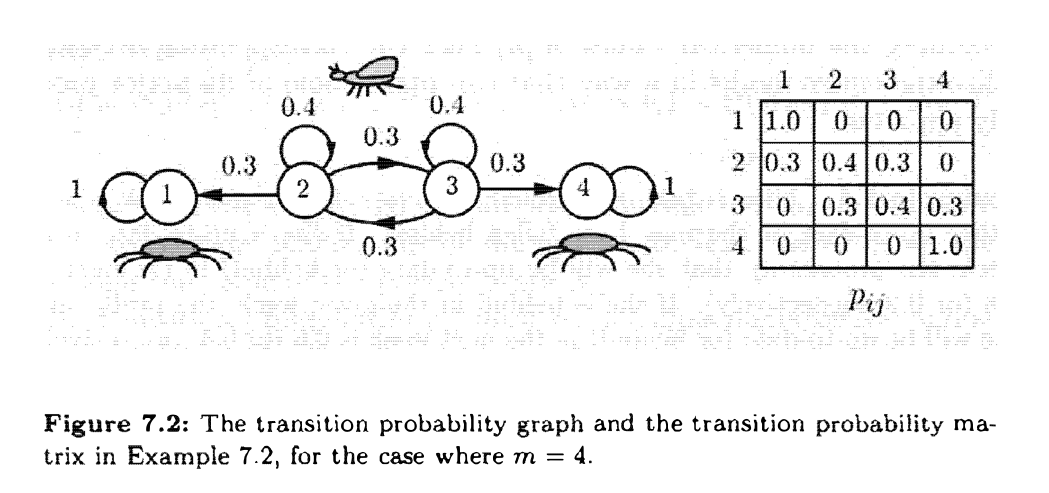 0.4 0.4
0.3
0.3 0.3
1 1 2 3 4 1
0.3
1 2 3 4
1 1.0 0 0 0
2 0.3 0.4 0.3 0
3 0 0.3 0.4 0.3
4 0 0 0 1.0
pij
Figure 7.2: The transition probability graph and the transition probability ma-
trix in Example 7.2, for the case where m = 4.